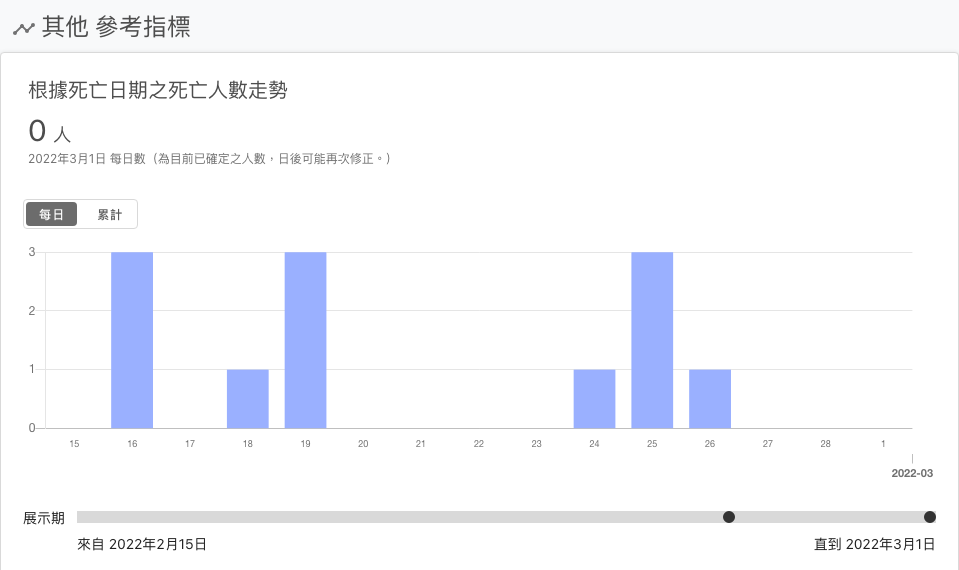 其他 參考指標
根據死亡日期之死亡人數走勢
0 人
2022年3月1日 每日數（為目前已確定之人數，日後可能再次修正。）
每日 累計
3
2
1
0
15 16 17 18 19 20 21 22 23 24 25 26 27 28 1
2022-03
展示期
來自 2022年2月15日 直到 2022年3月1日